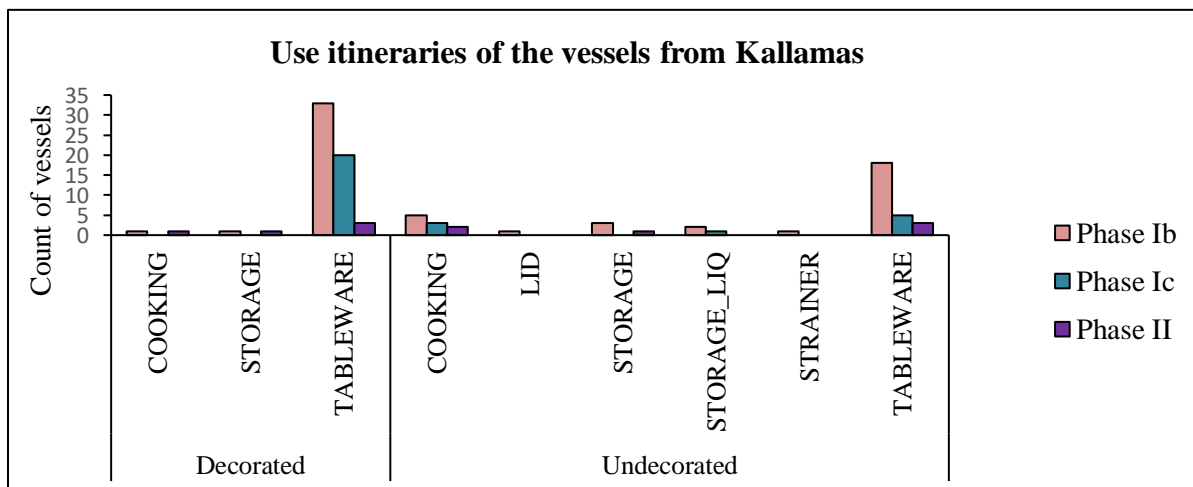 Use itineraries of the vessels from Kallamas
Count of vessels
35
30
25
20
15
10
5
0
COOKING
STORAGE
TABLEWARE
COOKING
LID
STORAGE
STORAGE_LIQ
STRAINER
TABLEWARE
Decorated
Undecorated
Phase Ib
Phase Ic
Phase II